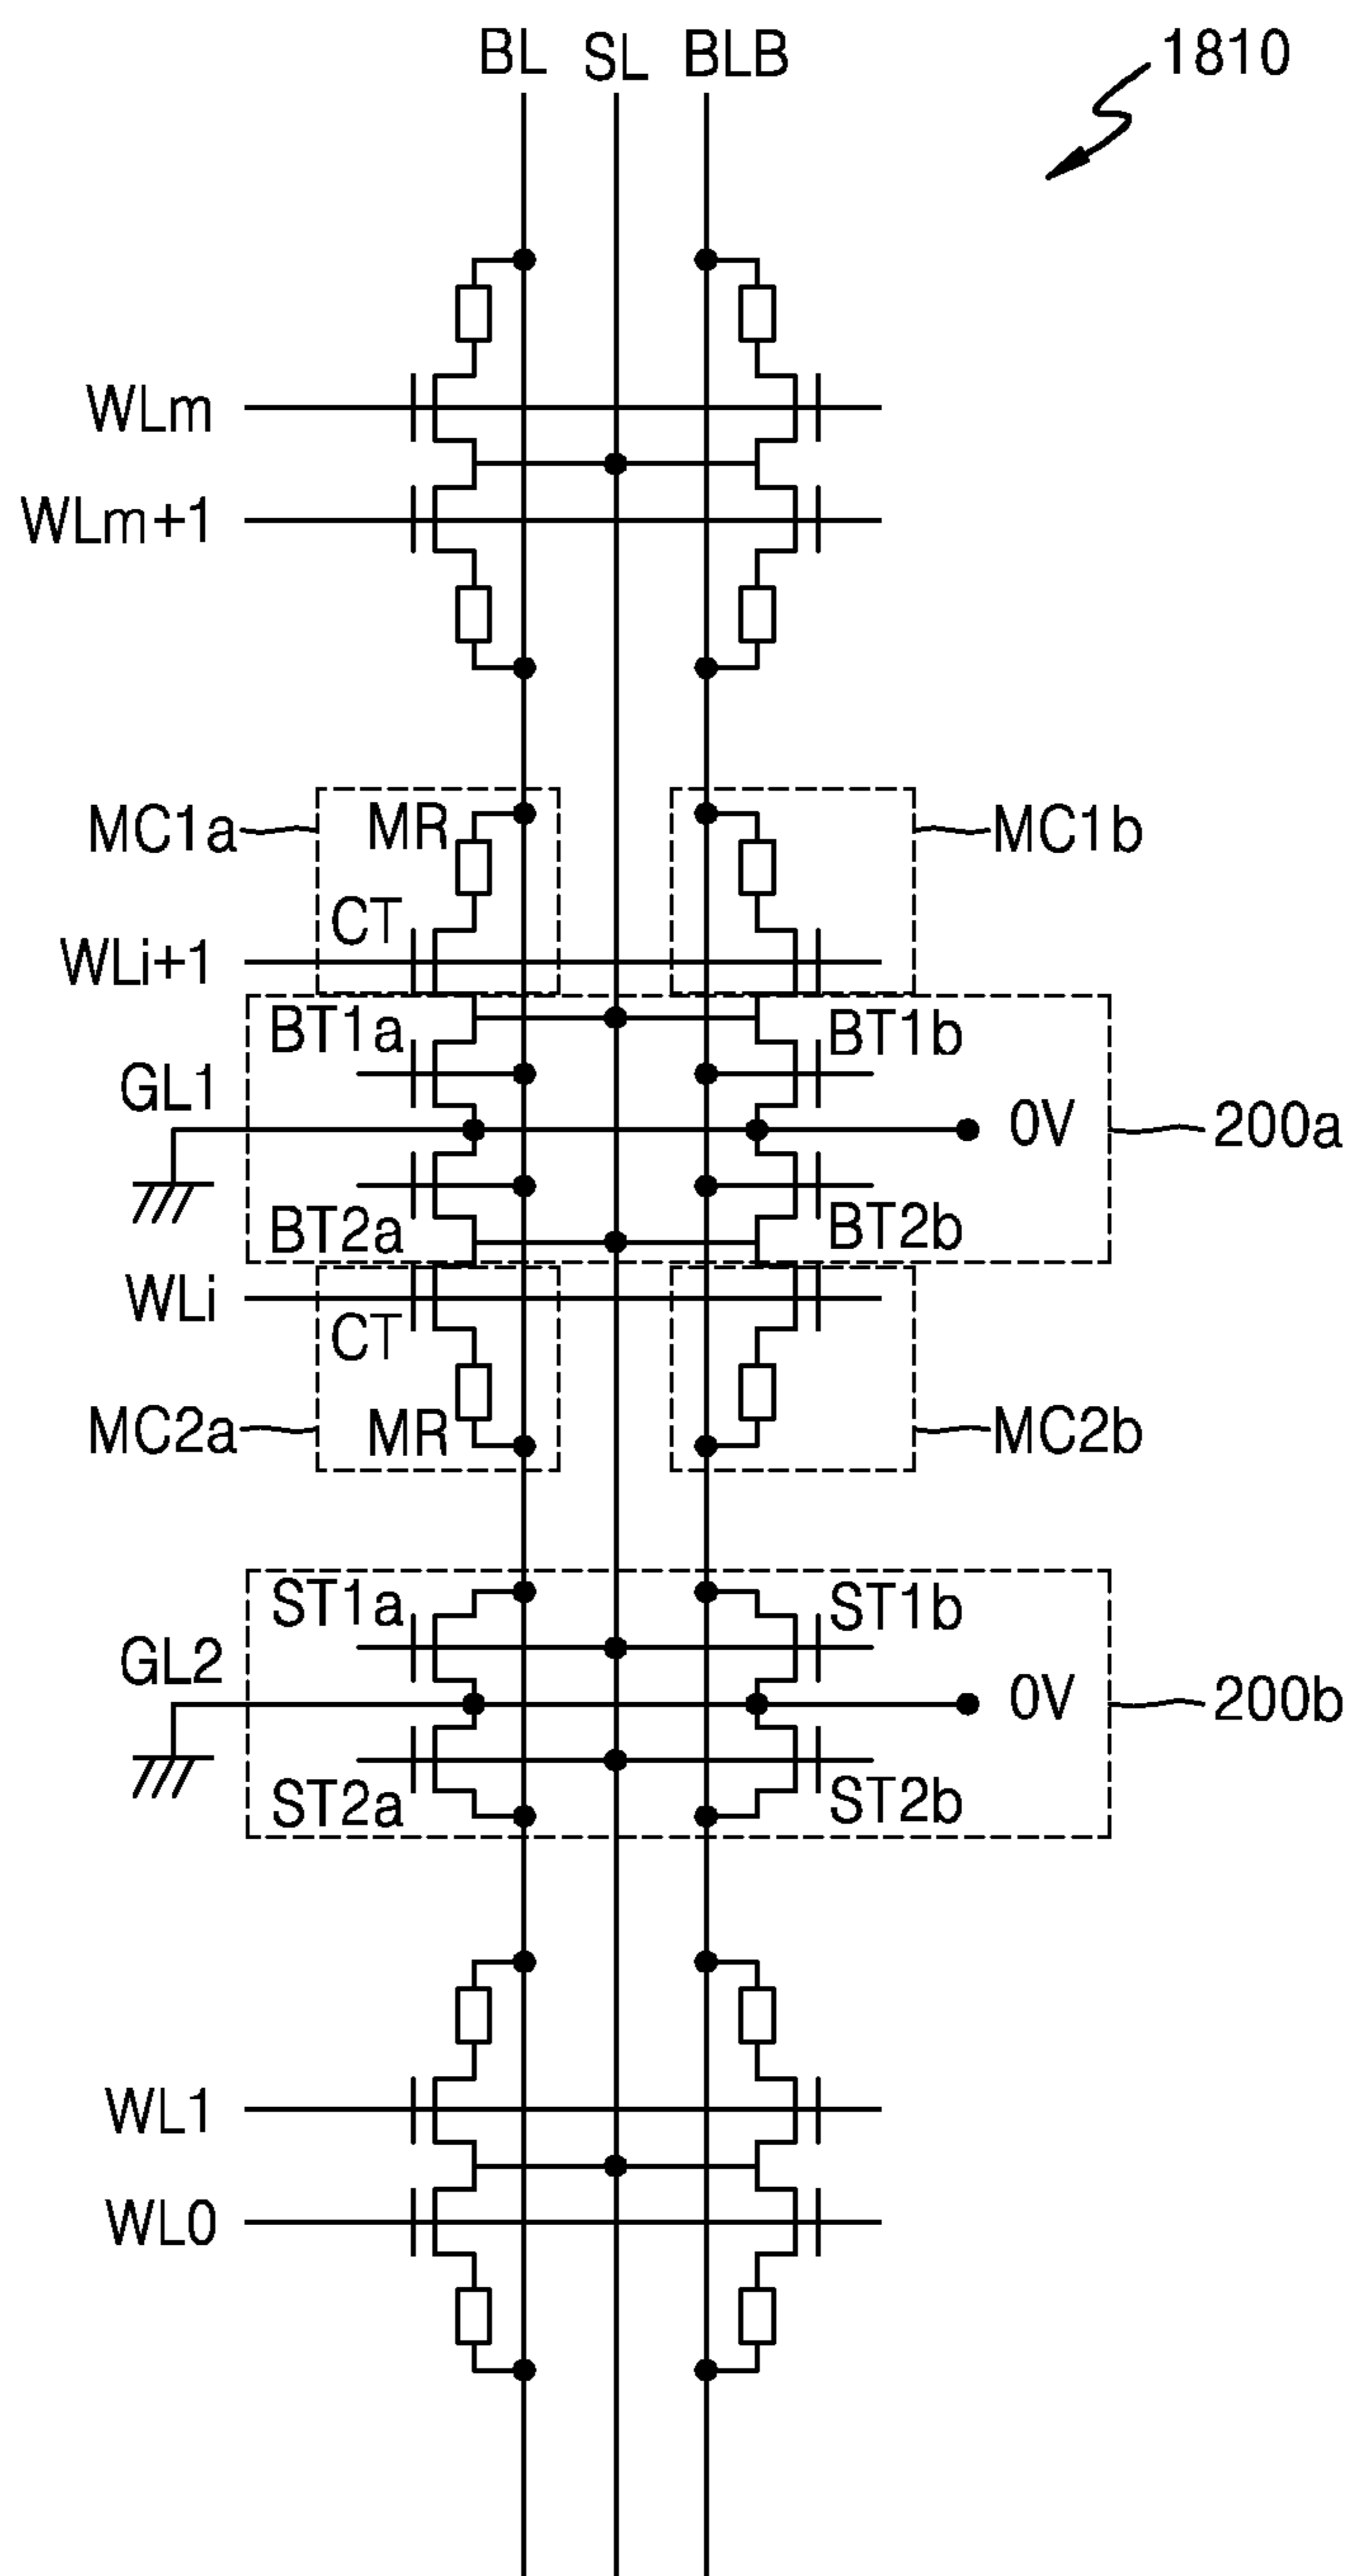 BL SL BLB
1810
WLm
WLm+1
MC1a MR MC1b
CT
WLi+1
BT1a BT1b
GL1 0V 200a
BT2a BT2b
WLi
CT
MC2a MR MC2b
ST1a ST1b
GL2 0V 200b
ST2a ST2b
WL1
WL0